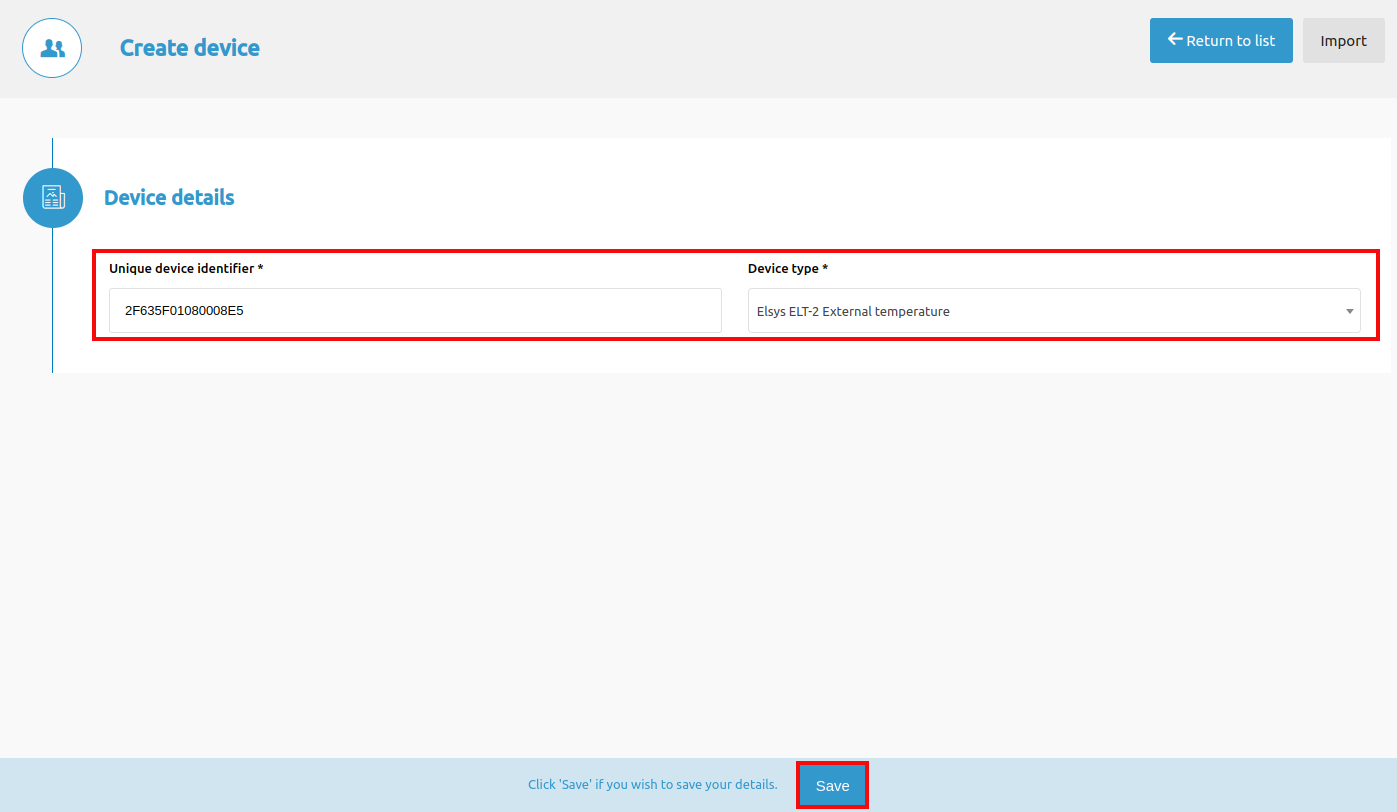 Create device
Return to list
Import
Device details
Unique device identifier *
Device type *
2F635F01080008E5
Elsys ELT-2 External temperature
Click 'Save' if you wish to save your details.
Save